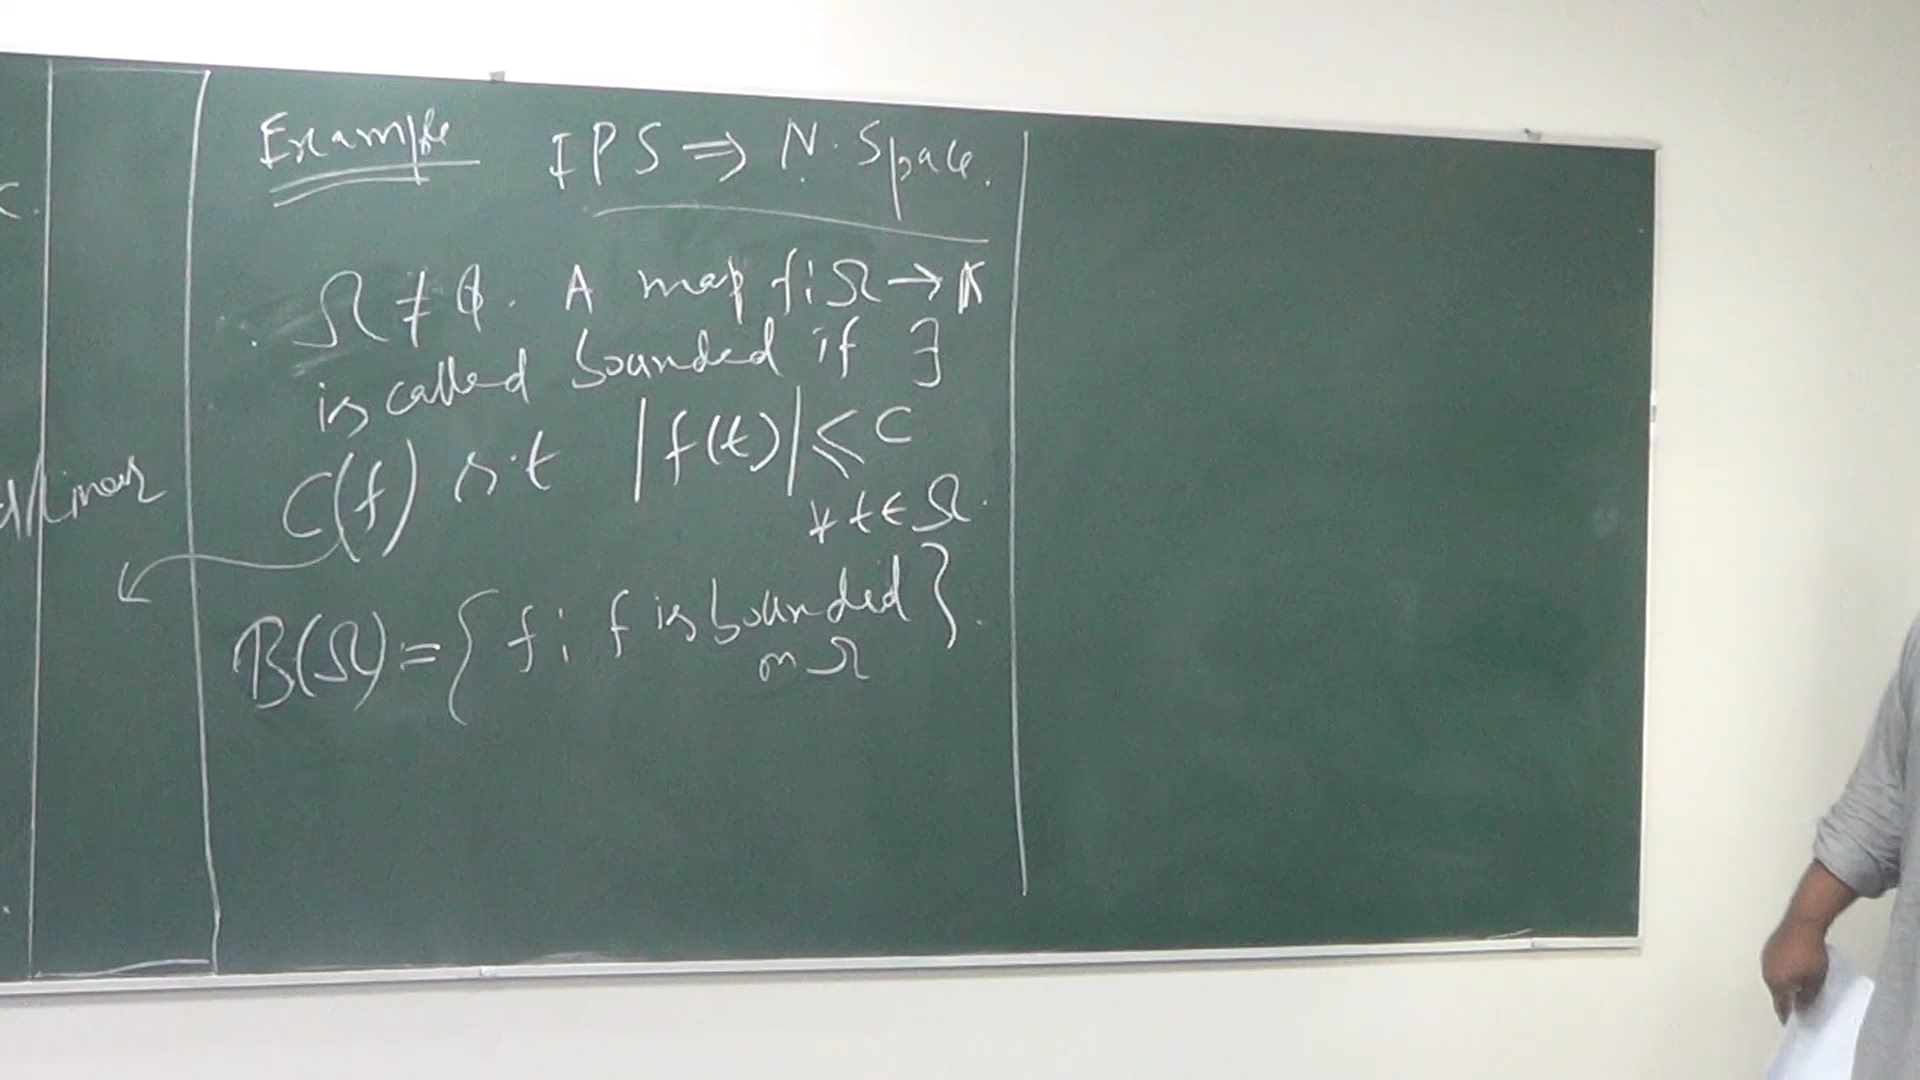 Example IPS ⇒ N. Space.
Ω ≠ ϕ. A map f: Ω → K
is called bounded if ∃
C(f) s.t |f(t)| ≤ C
∀ t ∈ Ω.
B(Ω) = { f ; f is bounded
on Ω }.
Linear